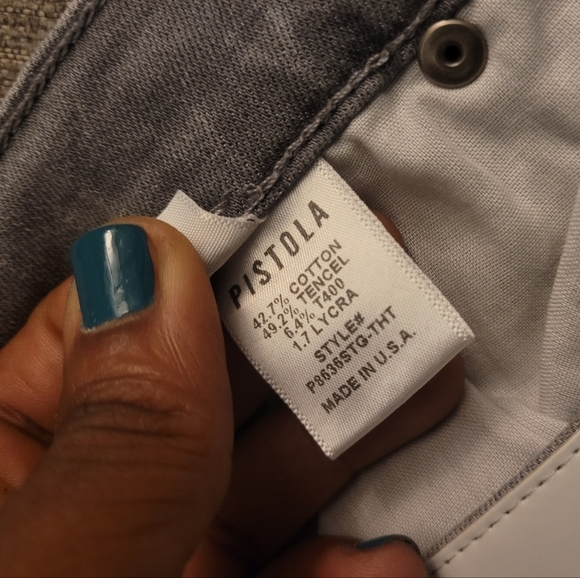 PISTOLA
42.7% COTTON
49.2% TENCEL
6.4% T400
1.7 LYCRA
STYLE#
P8636STG-THT
MADE IN U.S.A.